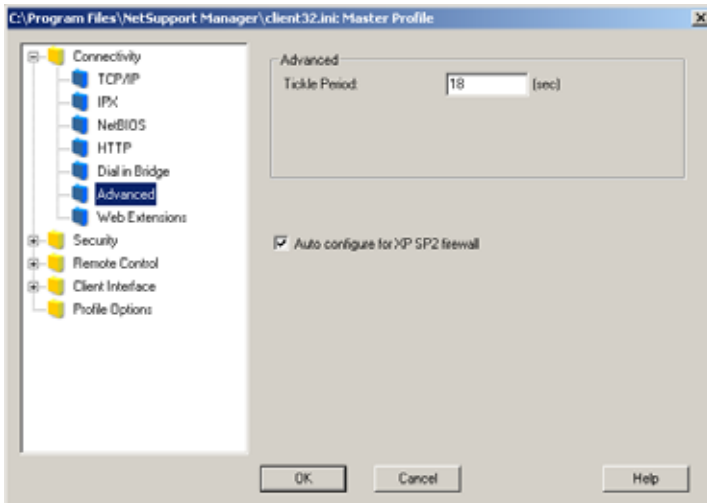 C:\Program Files\NetSupport Manager\client32.ini: Master Profile
Connectivity
TCP/IP
IPX
NetBIOS
HTTP
Dial in Bridge
Advanced
Web Extensions
Security
Remote Control
Client Interface
Profile Options
Advanced
Tickle Period: 18 (sec)
Auto configure for XP SP2 firewall
OK Cancel Help